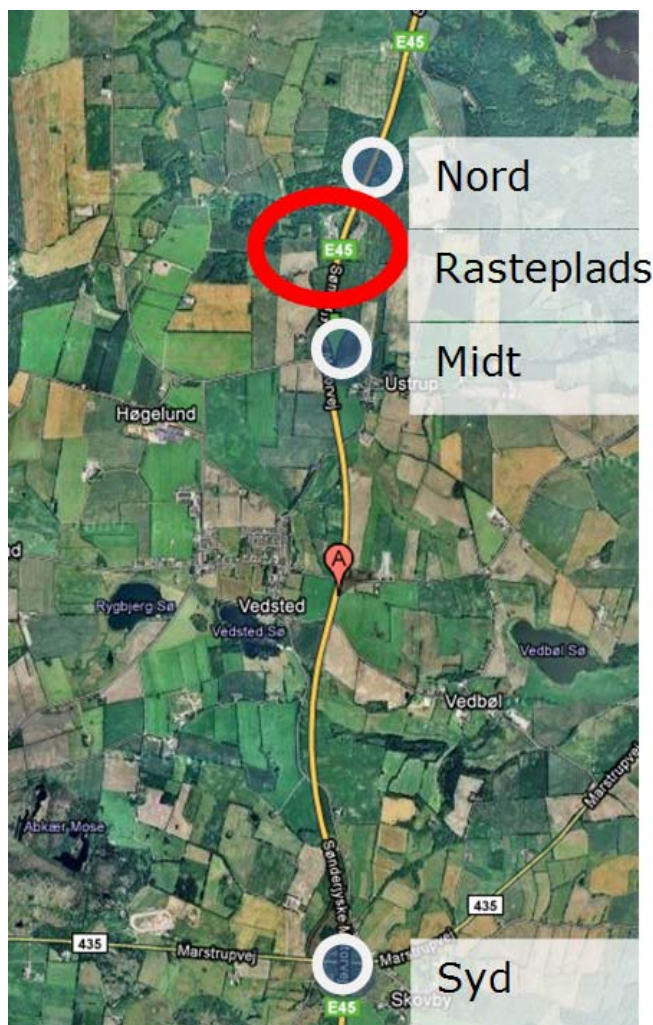 E45
Nord
E45
Rasteplads
Midt
Ustrup
Høgelund
A
Rygbjerg Sø
Vedsted
Vedsted Sø
Vedbøl Sø
Vedbøl
Marstrupvej
Abkær Mose
Sønderjyske
435
435
Marstrupvej
Marstrupvej
Syd
Skovby
E45